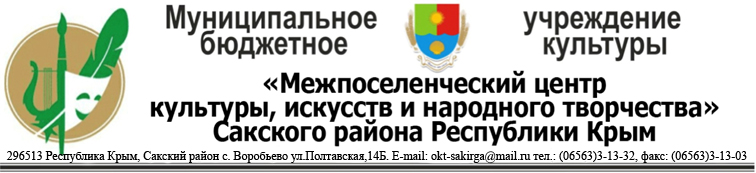 Муниципальное учреждение
бюджетное культуры
«Межпоселенческий центр
культуры, искусств и народного творчества»
Сакского района Республики Крым
296513 Республика Крым, Сакский район с. Воробьево ул.Полтавская,14Б. E-mail: okt-sakirga@mail.ru тел.: (06563)3-13-32, факс: (06563)3-13-03